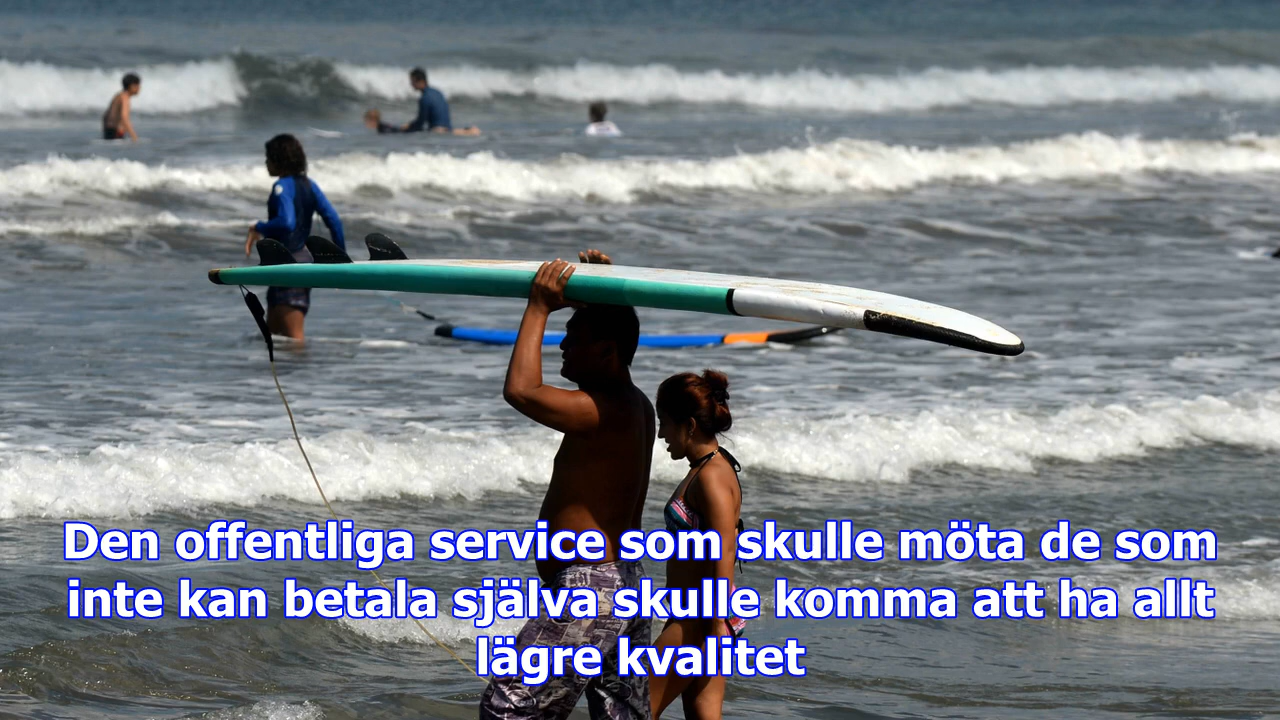 Den offentliga service som skulle möta de som
inte kan betala själva skulle komma att ha allt
lägre kvalitet